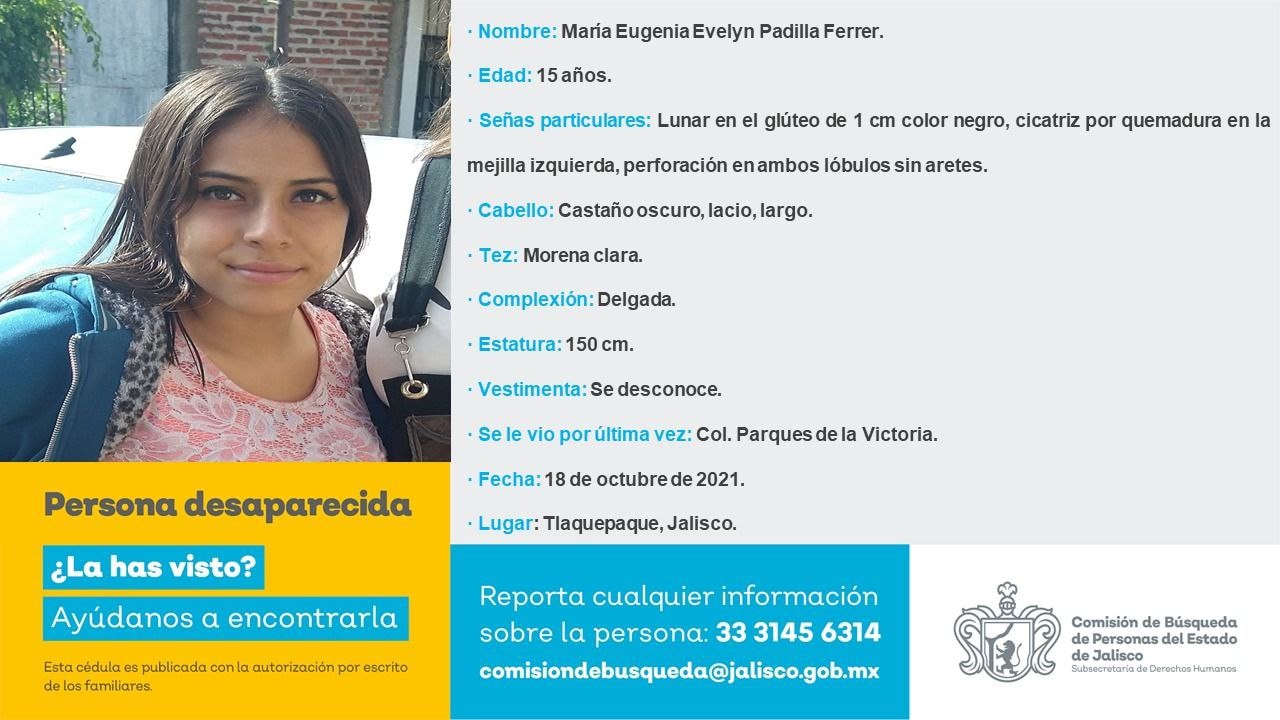 · Nombre: María Eugenia Evelyn Padilla Ferrer.
· Edad: 15 años.
· Señas particulares: Lunar en el glúteo de 1 cm color negro, cicatriz por quemadura en la
mejilla izquierda, perforación en ambos lóbulos sin aretes.
· Cabello: Castaño oscuro, lacio, largo.
· Tez: Morena clara.
· Complexión: Delgada.
· Estatura: 150 cm.
· Vestimenta: Se desconoce.
· Se le vio por última vez: Col. Parques de la Victoria.
· Fecha: 18 de octubre de 2021.
· Lugar: Tlaquepaque, Jalisco.
Persona desaparecida
¿La has visto?
Ayúdanos a encontrarla
Esta cédula es publicada con la autorización por escrito
de los familiares.
Reporta cualquier información
sobre la persona: 33 3145 6314
comisiondebusqueda@jalisco.gob.mx
Comisión de Búsqueda
de Personas del Estado
de Jalisco
Subsecretaría de Derechos Humanos